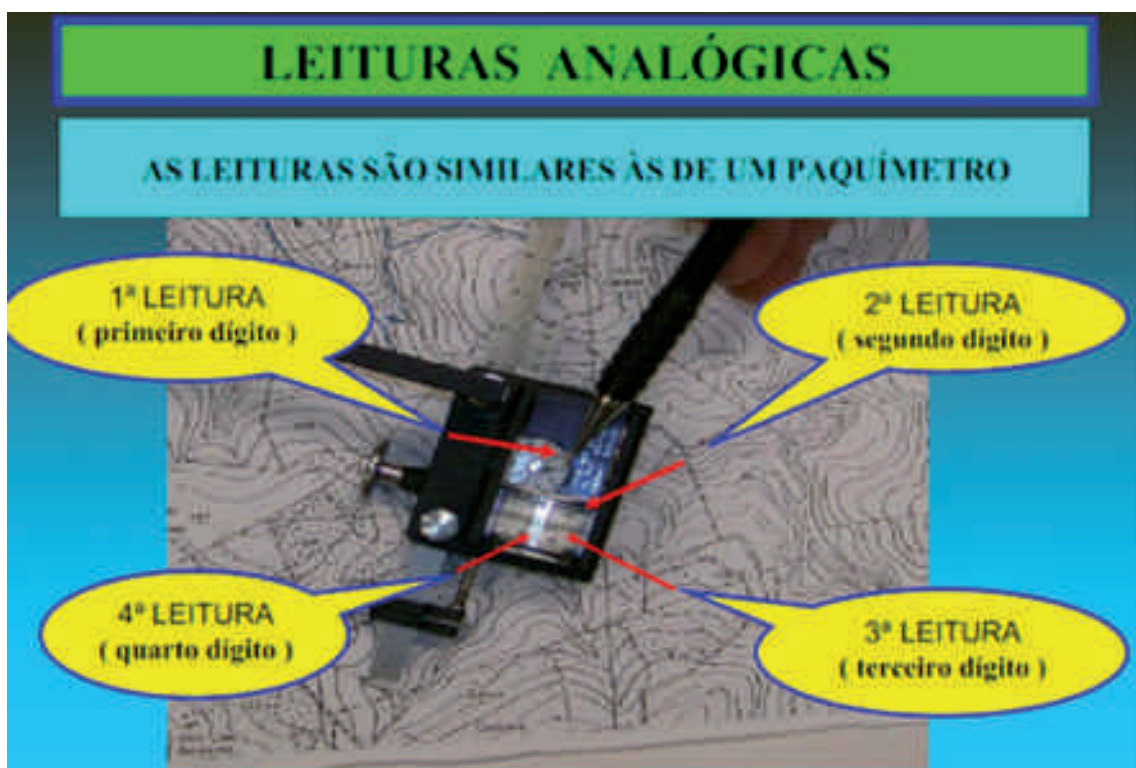 LEITURAS ANALÓGICAS
AS LEITURAS SÃO SIMILARES ÀS DE UM PAQUÍMETRO
1ª LEITURA
( primeiro dígito )
2ª LEITURA
( segundo dígito )
4ª LEITURA
( quarto dígito )
3ª LEITURA
( terceiro dígito )